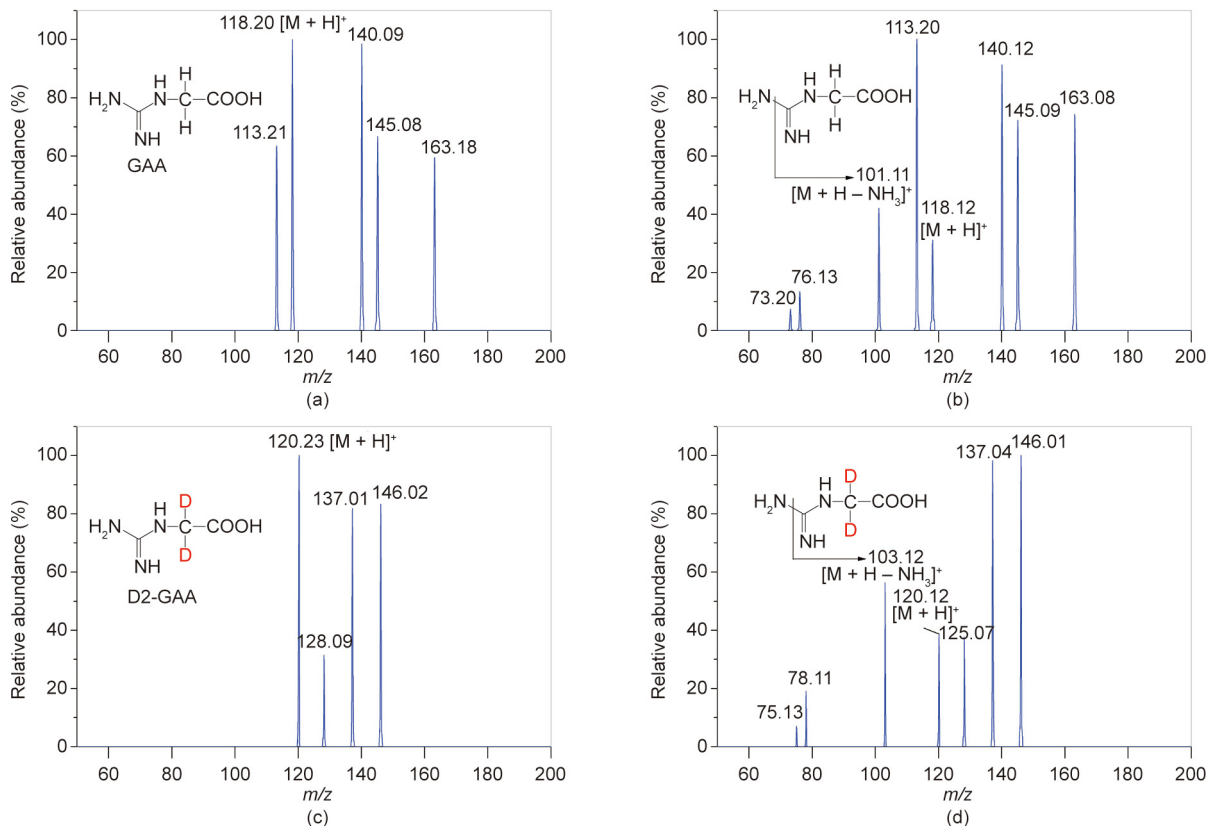 118.20 [M + H]⁺
140.09
145.08
113.21
163.18
H
H₂N
N
H
C
COOH
NH
H
GAA
Relative abundance (%)
100
80
60
40
20
0
60 80 100 120 140 160 180 200
m/z
(a)
113.20
140.12
145.09
163.08
H
H₂N
N
H
C
COOH
NH
H
101.11
[M + H – NH₃]⁺
118.12
[M + H]⁺
76.13
73.20
Relative abundance (%)
100
80
60
40
20
0
60 80 100 120 140 160 180 200
m/z
(b)
120.23 [M + H]⁺
137.01
146.02
H
H₂N
N
D
C
COOH
NH
D
D2-GAA
128.09
Relative abundance (%)
100
80
60
40
20
0
60 80 100 120 140 160 180 200
m/z
(c)
137.04
146.01
H
H₂N
N
D
C
COOH
NH
D
103.12
[M + H – NH₃]⁺
120.12
[M + H]⁺
125.07
78.11
75.13
Relative abundance (%)
100
80
60
40
20
0
60 80 100 120 140 160 180 200
m/z
(d)